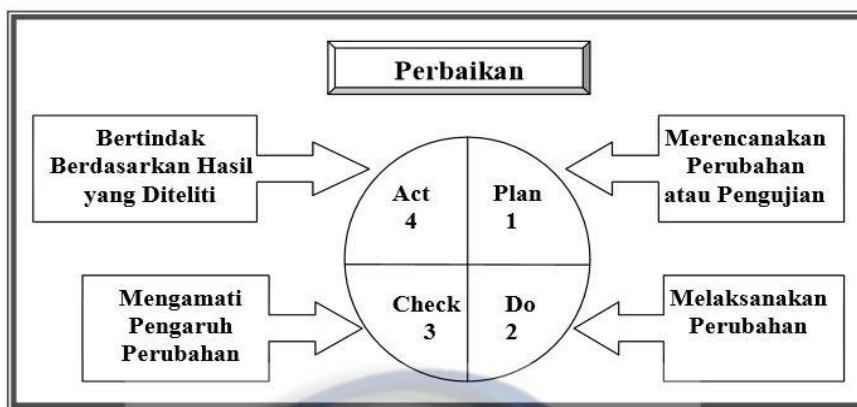 Perbaikan
Bertindak
Berdasarkan Hasil
yang Diteliti
Merencanakan
Perubahan
atau Pengujian
Act
4
Plan
1
Check
3
Do
2
Mengamati
Pengaruh
Perubahan
Melaksanakan
Perubahan